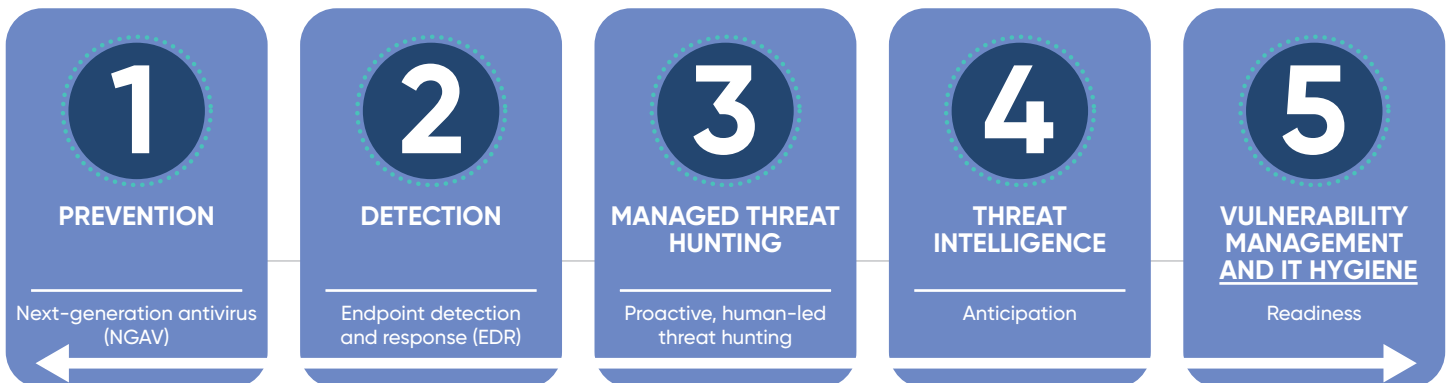 1
PREVENTION
Next-generation antivirus
(NGAV)
2
DETECTION
Endpoint detection
and response (EDR)
3
MANAGED THREAT
HUNTING
Proactive, human-led
threat hunting
4
THREAT
INTELLIGENCE
Anticipation
5
VULNERABILITY
MANAGEMENT
AND IT HYGIENE
Readiness